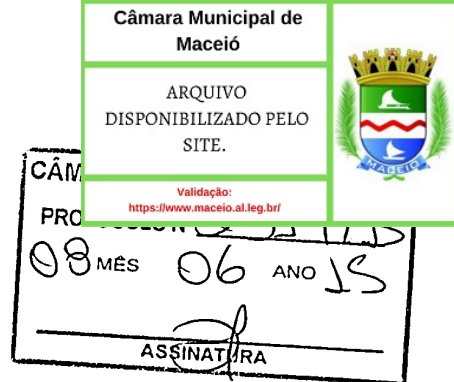 Câmara Municipal de
Maceió
ARQUIVO
DISPONIBILIZADO PELO
SITE.
Validação:
https://www.maceio.al.leg.br/
MACEIÓ
CÂM
PRO
08 MÊS 06 ANO 15
ASSINATURA